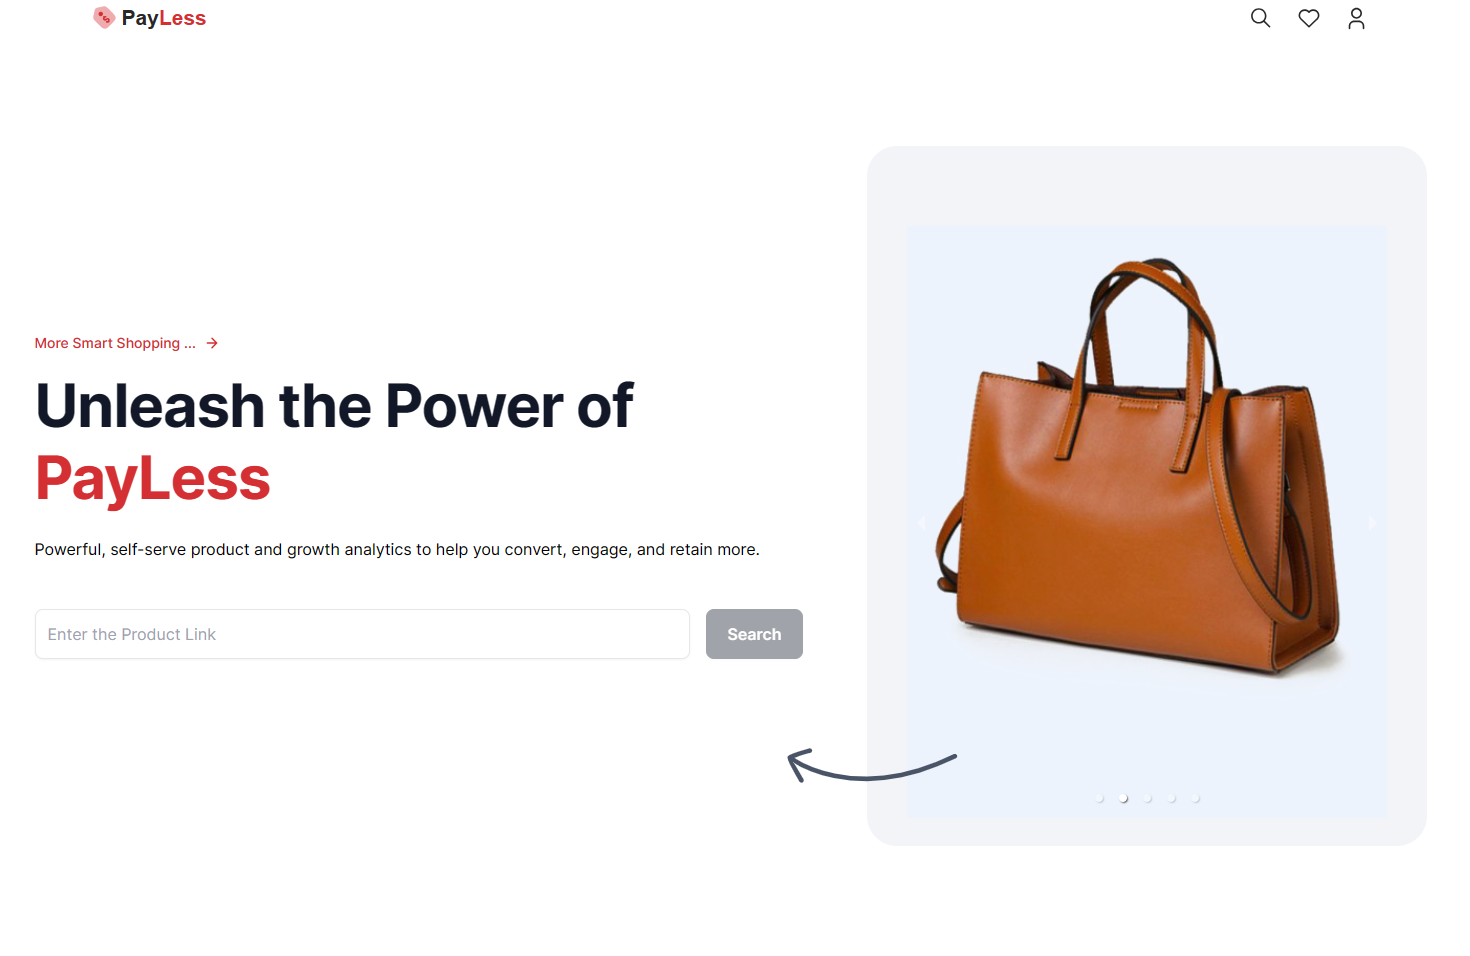 PayLess
More Smart Shopping ...
Unleash the Power of
PayLess
Powerful, self-serve product and growth analytics to help you convert, engage, and retain more.
Enter the Product Link
Search